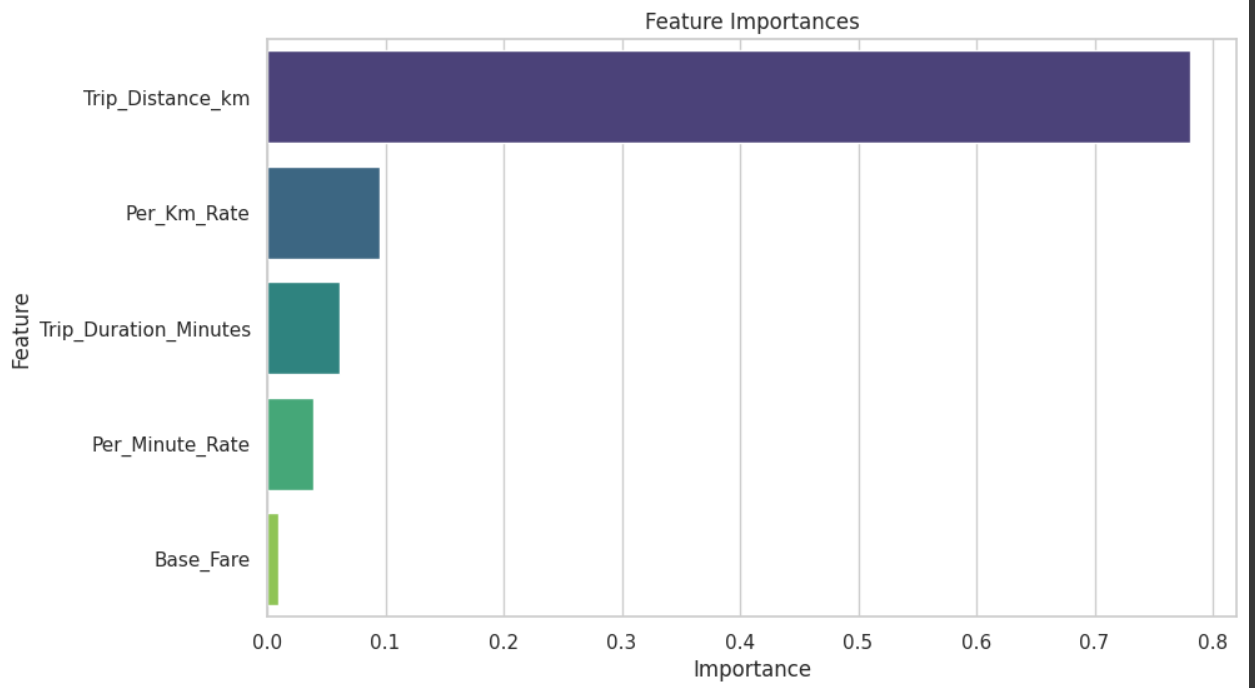 Feature Importances
Trip_Distance_km
Per_Km_Rate
Trip_Duration_Minutes
Per_Minute_Rate
Base_Fare
Feature
0.0 0.1 0.2 0.3 0.4 0.5 0.6 0.7 0.8
Importance